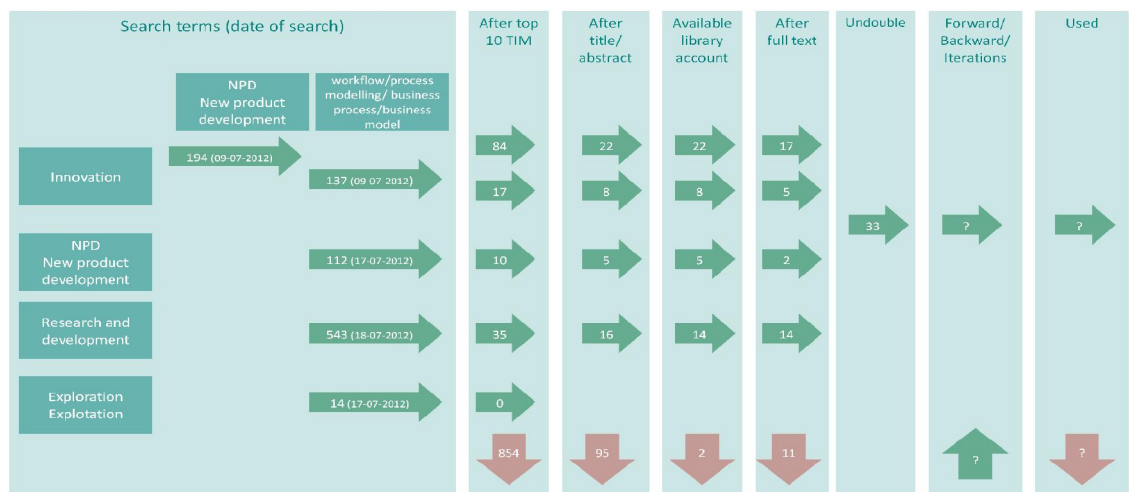 Search terms (date of search)
After top
10 TIM
After
title/
abstract
Available
library
account
After
full text
Undouble
Forward/
Backward/
Iterations
Used
NPD
New product
development
workflow/process
modelling/ business
process/business
model
Innovation
194 (09-07-2012)
84
22
22
17
137 (09-07-2012)
17
8
8
5
33
?
?
NPD
New product
development
112 (17-07-2012)
10
5
5
2
Research and
development
543 (18-07-2012)
35
16
14
14
Exploration
Explotation
14 (17-07-2012)
0
854
95
2
11
?
?